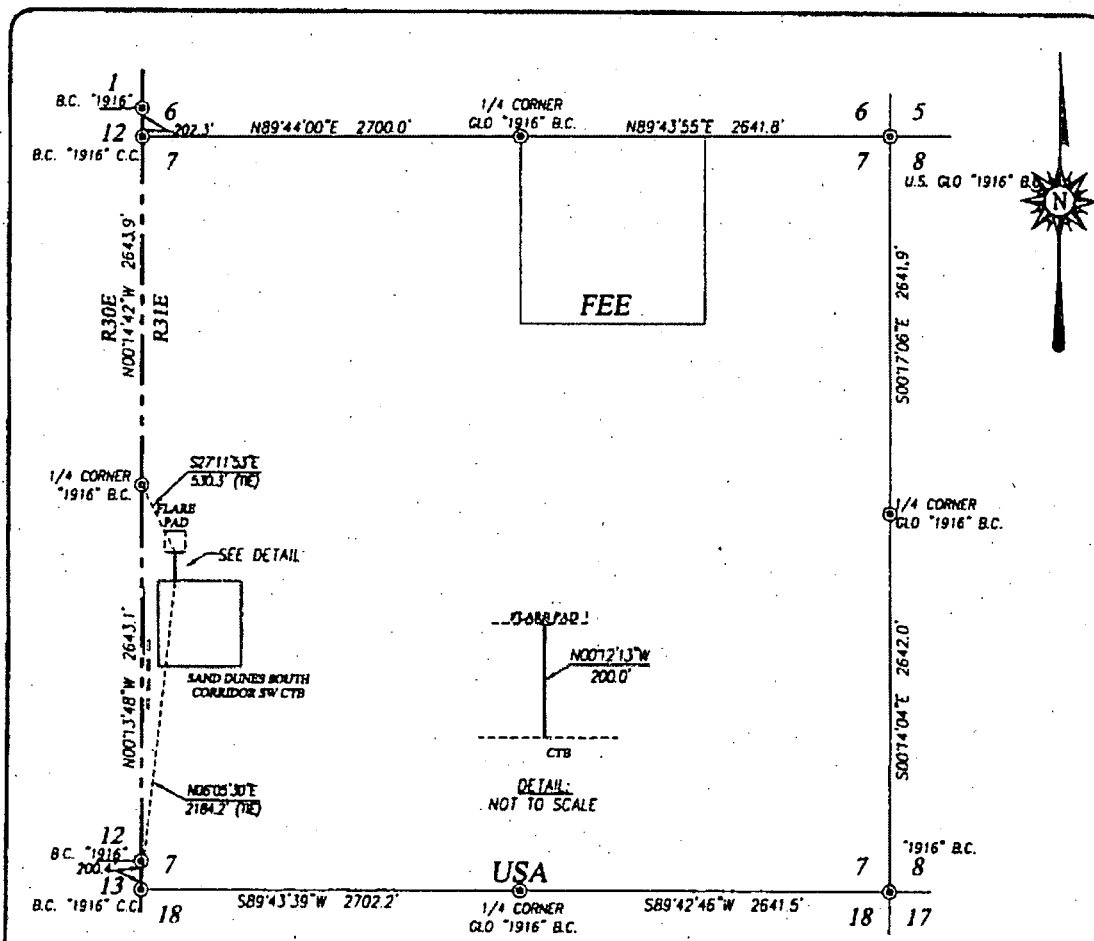 1
B.C. "1916"
6
202.3'
12
B.C. "1916" C.C.
7
N89°44'00"E 2700.0'
1/4 CORNER
GLO "1916" B.C.
N89°43'55"E 2641.8'
6 5
7 8
U.S. GLO "1916" B.C.
N
N00°14'42"W 2643.9'
R30E
R31E
FEE
S00°17'06"E 2641.9'
1/4 CORNER
"1916" B.C.
S27°11'53"E
530.3' (TIE)
FLARE
PAD
SEE DETAIL
1/4 CORNER
GLO "1916" B.C.
N00°13'48"W 2643.1'
SAND DUNES SOUTH
CORRIDOR SW CTB
FLARE PAD
N00°12'13"W
200.0'
CTB
DETAIL:
NOT TO SCALE
S00°14'04"E 2642.0'
N06°05'30"E
2184.2' (TIE)
12
B.C. "1916"
7
200.4'
13
B.C. "1916" C.C.
18
S89°43'39"W 2702.2'
USA
1/4 CORNER
GLO "1916" B.C.
S89°42'46"W 2641.5'
"1916" B.C.
7 8
18 17